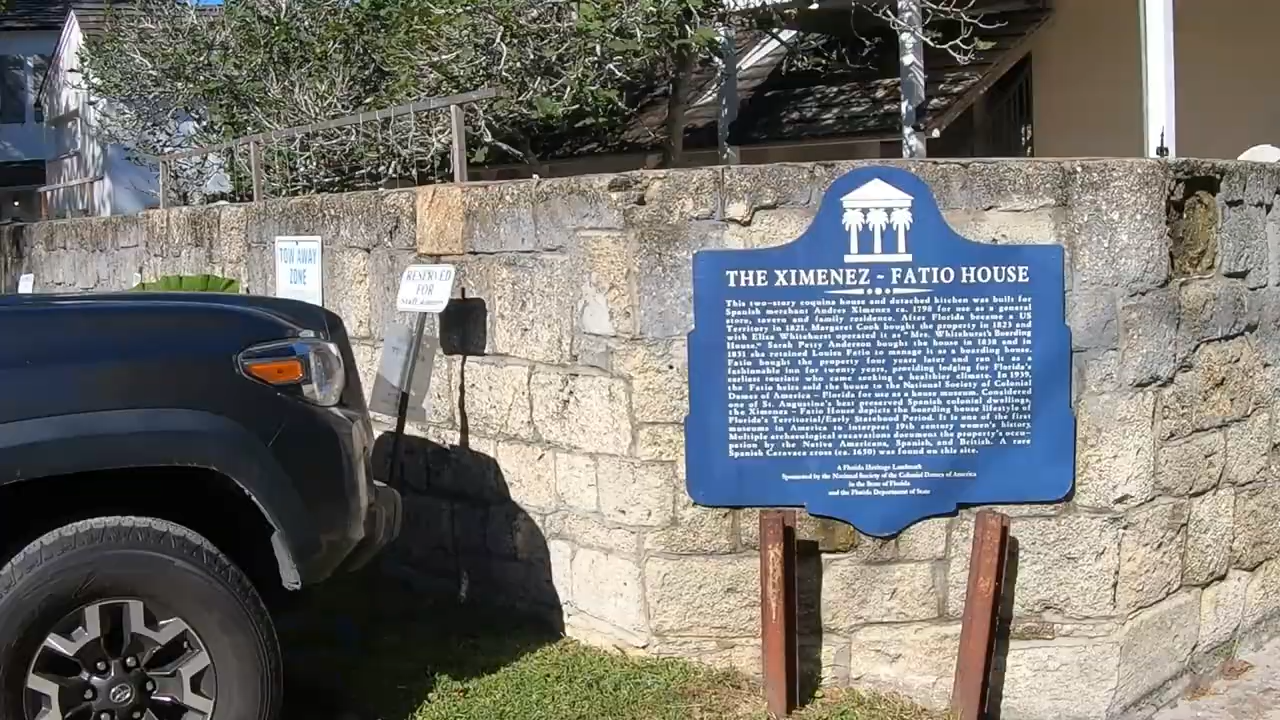 TOW AWAY
ZONE
RESERVED
FOR
THE XIMENEZ - FATIO HOUSE
This two-story coquina house and detached kitchen was built for
Spanish merchant Andres Ximenez ca. 1798 for use as a general
store, tavern and family residence. After Florida became a US
Territory in 1821, Margaret Cook bought the property in 1823 and
with Eliza Whitehurst operated it as "Mrs. Whitehurst's Boarding
House." Sarah Petty Anderson bought the house in 1838 and in
1851 she retained Louisa Fatio to manage it as a boarding house.
Fatio bought the property four years later and ran it as a
fashionable inn for twenty years, providing lodging for Florida's
earliest tourists who came seeking a healthier climate. In 1939,
the Fatio heirs sold the house to the National Society of Colonial
Dames of America - Florida for use as a house museum. Considered
one of St. Augustine's best preserved Spanish colonial dwellings,
the Ximenez - Fatio House depicts the boarding house lifestyle of
Florida's Territorial/Early Statehood Period. It is one of the first
museums in America to interpret 19th century women's history.
Multiple archaeological excavations document the property's occu-
pation by the Native Americans, Spanish, and British. A rare
Spanish Caravaca cross (ca. 1650) was found on this site.
A Florida Heritage Landmark
Sponsored by the National Society of the Colonial Dames of America
in the State of Florida
and the Florida Department of State